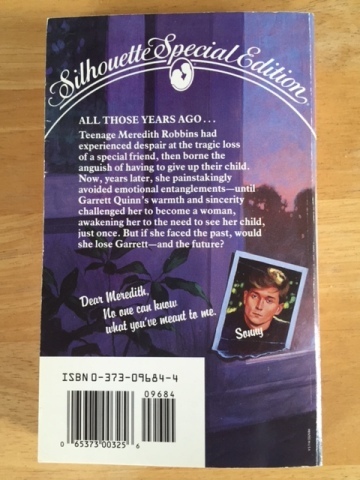 Silhouette Special Edition
ALL THOSE YEARS AGO . . .
Teenage Meredith Robbins had
experienced despair at the tragic loss
of a special friend, then borne the
anguish of having to give up their child.
Now, years later, she painstakingly
avoided emotional entanglements—until
Garrett Quinn's warmth and sincerity
challenged her to become a woman,
awakening her to the need to see her child,
just once. But if she faced the past, would
she lose Garrett—and the future?
Dear Meredith,
No one can know
what you've meant to me.
Sonny
ISBN 0-373-09684-4
09684
0 65373 00325 6